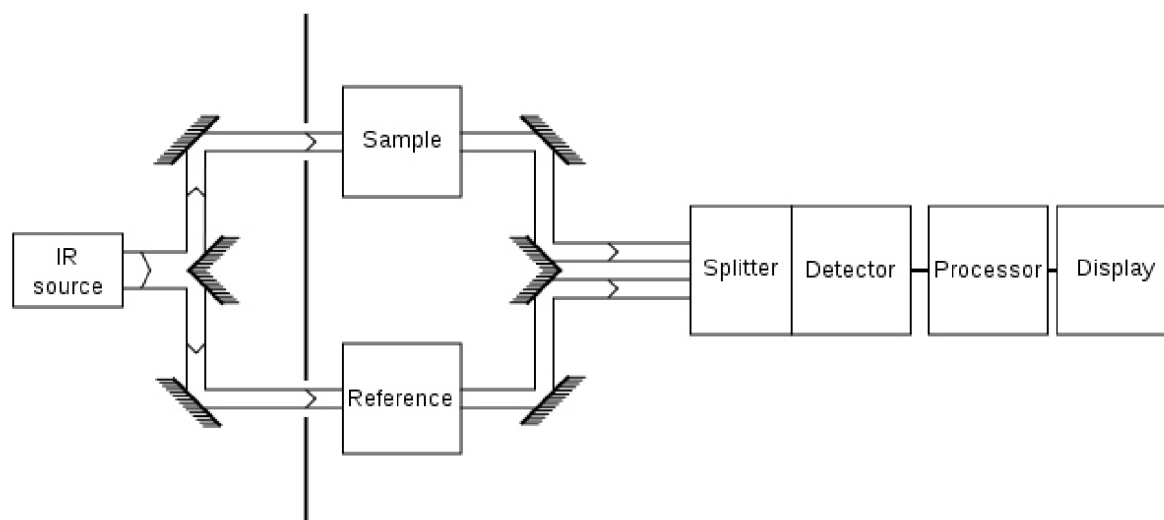 Sample
IR
source
Splitter
Detector
Processor
Display
Reference